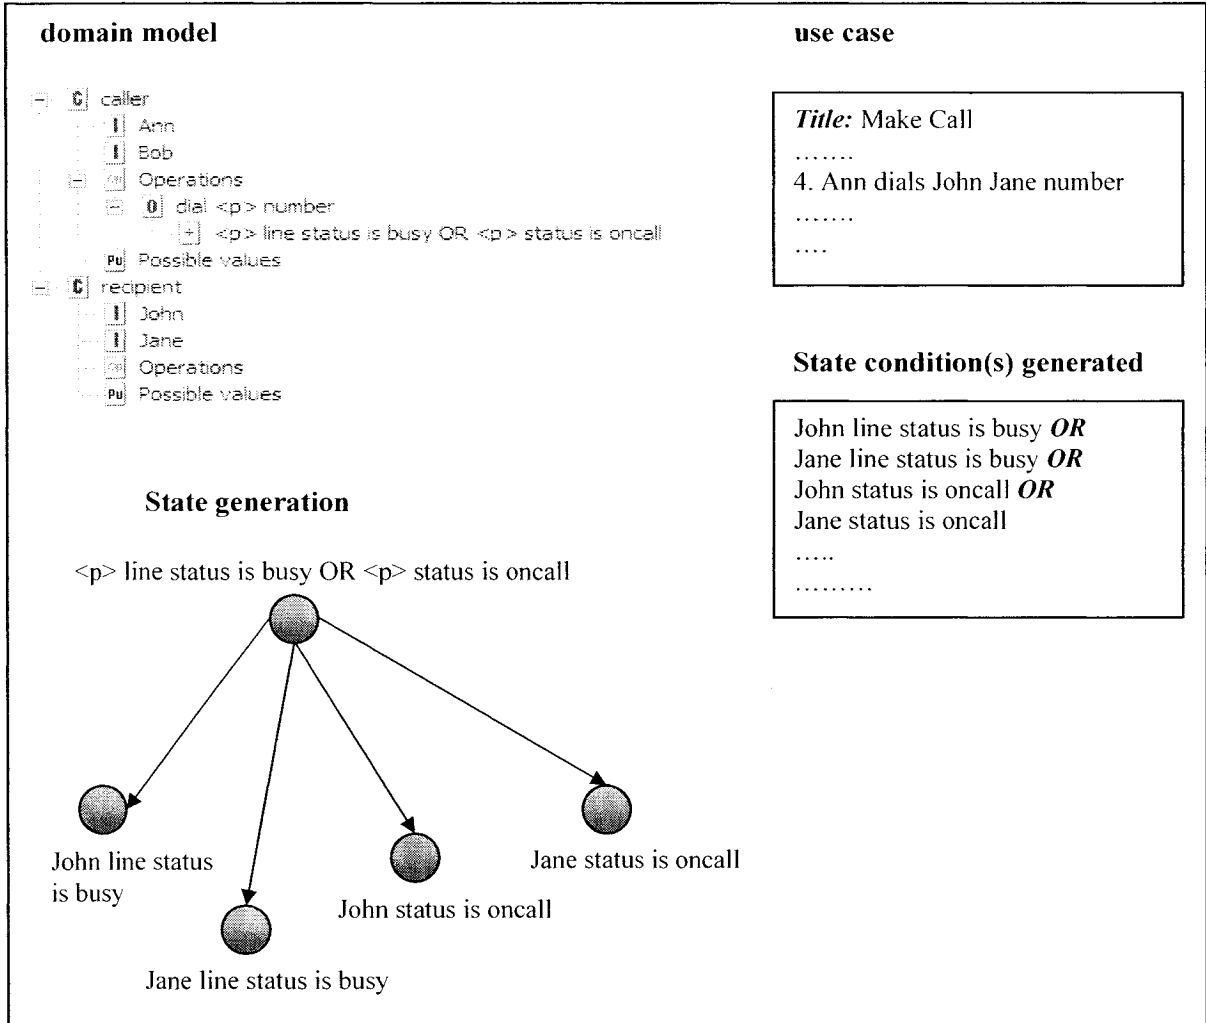 domain model
C caller
I Ann
I Bob
Operations
O dial <p> number
<p> line status is busy OR <p> status is oncall
Pu Possible values
C recipient
I John
I Jane
Operations
Pu Possible values
use case
Title: Make Call
.......
4. Ann dials John Jane number
.......
....
State condition(s) generated
John line status is busy OR
Jane line status is busy OR
John status is oncall OR
Jane status is oncall
.....
.........
State generation
<p> line status is busy OR <p> status is oncall
John line status
is busy
Jane line status is busy
John status is oncall
Jane status is oncall